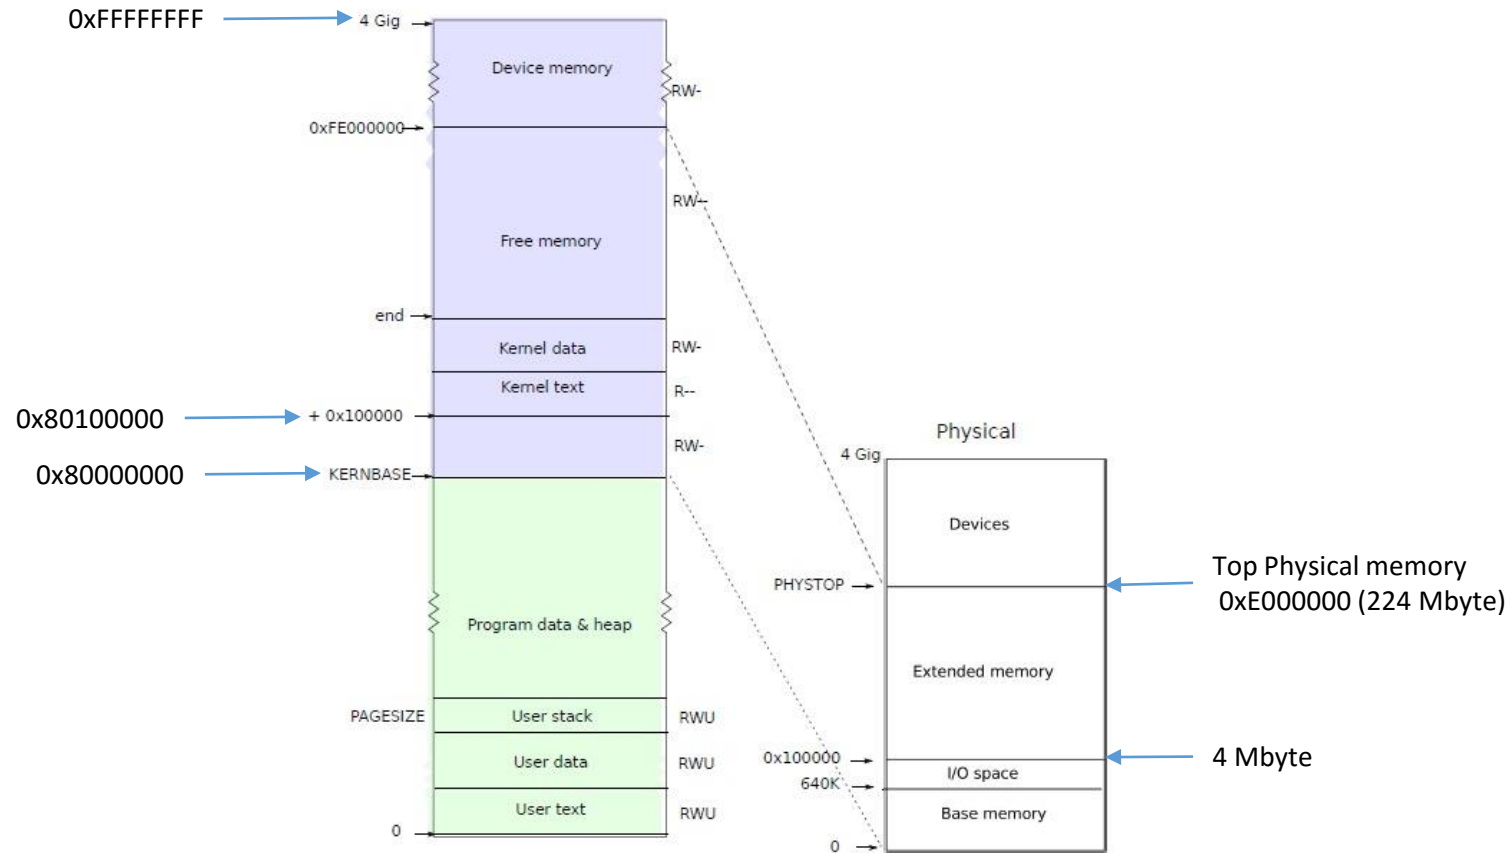 0xFFFFFFFF
4 Gig
Device memory
RW-
0xFE000000
RW--
Free memory
end
Kernel data
RW-
Kernel text
R--
0x80100000
+ 0x100000
RW-
0x80000000
KERNBASE
Program data & heap
PAGESIZE
User stack
RWU
User data
RWU
User text
RWU
0
Physical
4 Gig
Devices
PHYSTOP
Top Physical memory
0xE000000 (224 Mbyte)
Extended memory
0x100000
4 Mbyte
I/O space
640K
Base memory
0